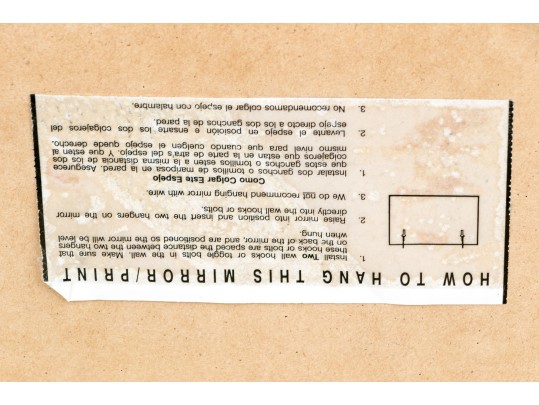 HOW TO HANG THIS MIRROR/PRINT
1. Install Two wall hooks or toggle bolts in the wall. Make sure that
these hooks or bolts are spaced the distance between the two hangers
on the back of the mirror, and are positioned so the mirror will be level
when hung.
2. Raise mirror into position and insert the two hangers on the mirror
directly into the wall hooks or bolts.
3. We do not recommend hanging mirror with wire.
Como Colgar Este Espejo
1. Instalar Dos ganchos o tornillos de mariposa en la pared. Asegurece
que estos ganchos o tornillos esten a la misma distancia de los dos
colgajeros que estan en la parte de atra's del espejo. Y que esten al
mismo nivel para que cuando cuelgen el espejo quede derecho.
2. Levante el espejo en posición e ensarte los dos colgajeros del
espejo directo a los dos ganchos de la pared.
3. No recomendamos colgar el espejo con halambre.